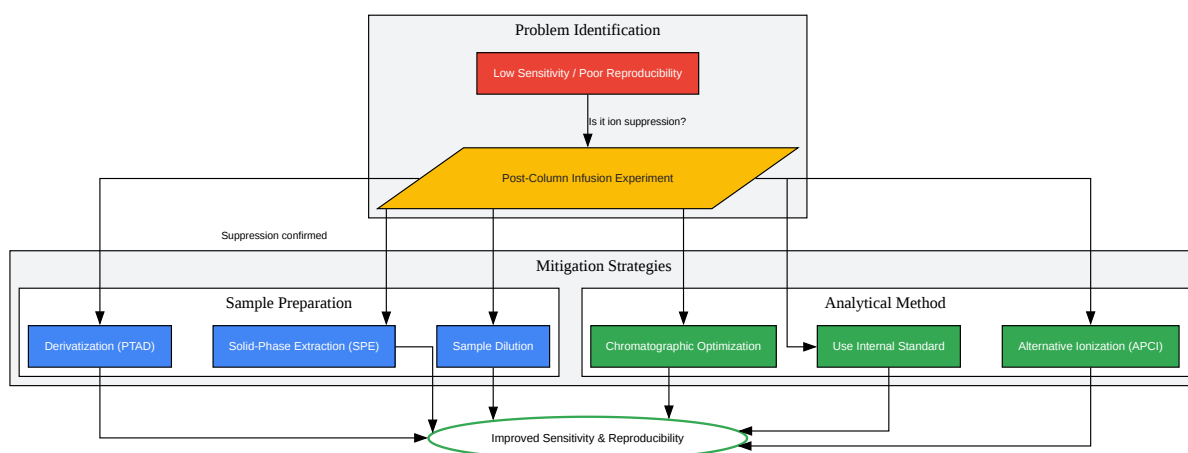 Problem Identification
Low Sensitivity / Poor Reproducibility
Is it ion suppression?
Post-Column Infusion Experiment
Suppression confirmed
Mitigation Strategies
Sample Preparation
Analytical Method
Derivatization (PTAD)
Solid-Phase Extraction (SPE)
Sample Dilution
Chromatographic Optimization
Use Internal Standard
Alternative Ionization (APCI)
Improved Sensitivity & Reproducibility